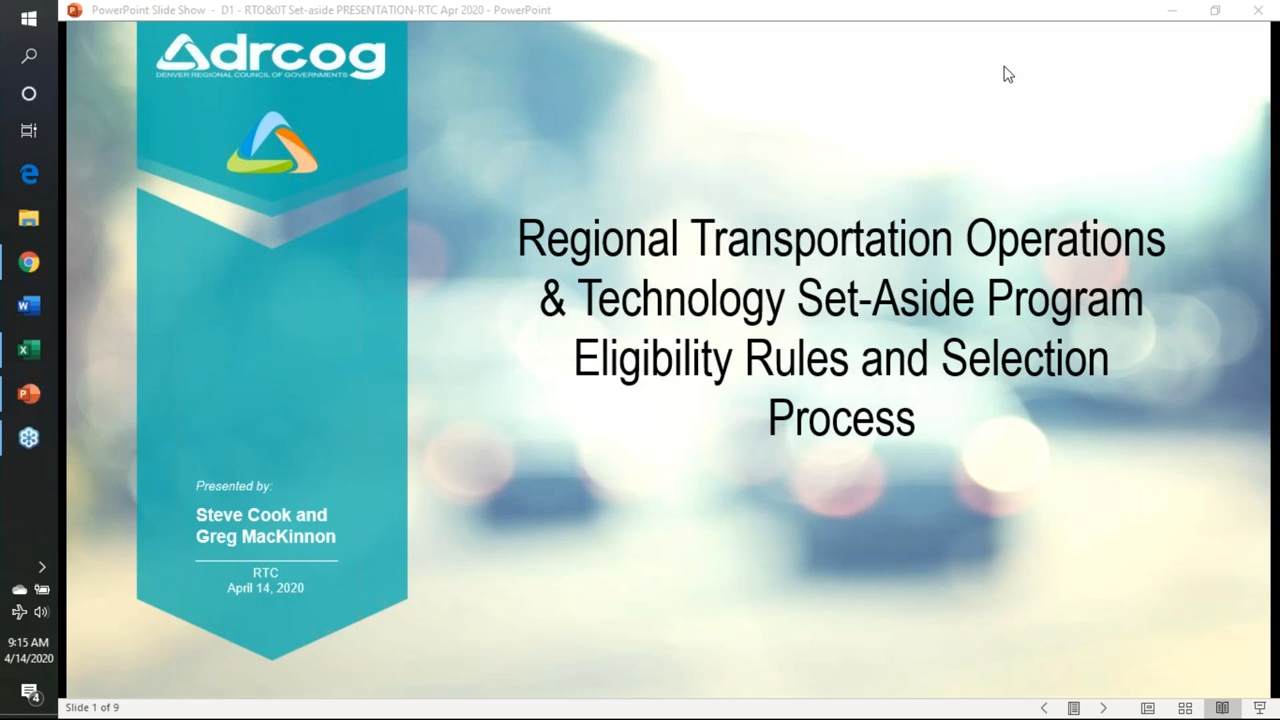 PowerPoint Slide Show - D1 - RTO&0T Set-aside PRESENTATION-RTC Apr 2020 - PowerPoint
drcog
DENVER REGIONAL COUNCIL OF GOVERNMENTS
Regional Transportation Operations
& Technology Set-Aside Program
Eligibility Rules and Selection
Process
Presented by:
Steve Cook and
Greg MacKinnon
RTC
April 14, 2020
9:15 AM
4/14/2020
4
Slide 1 of 9